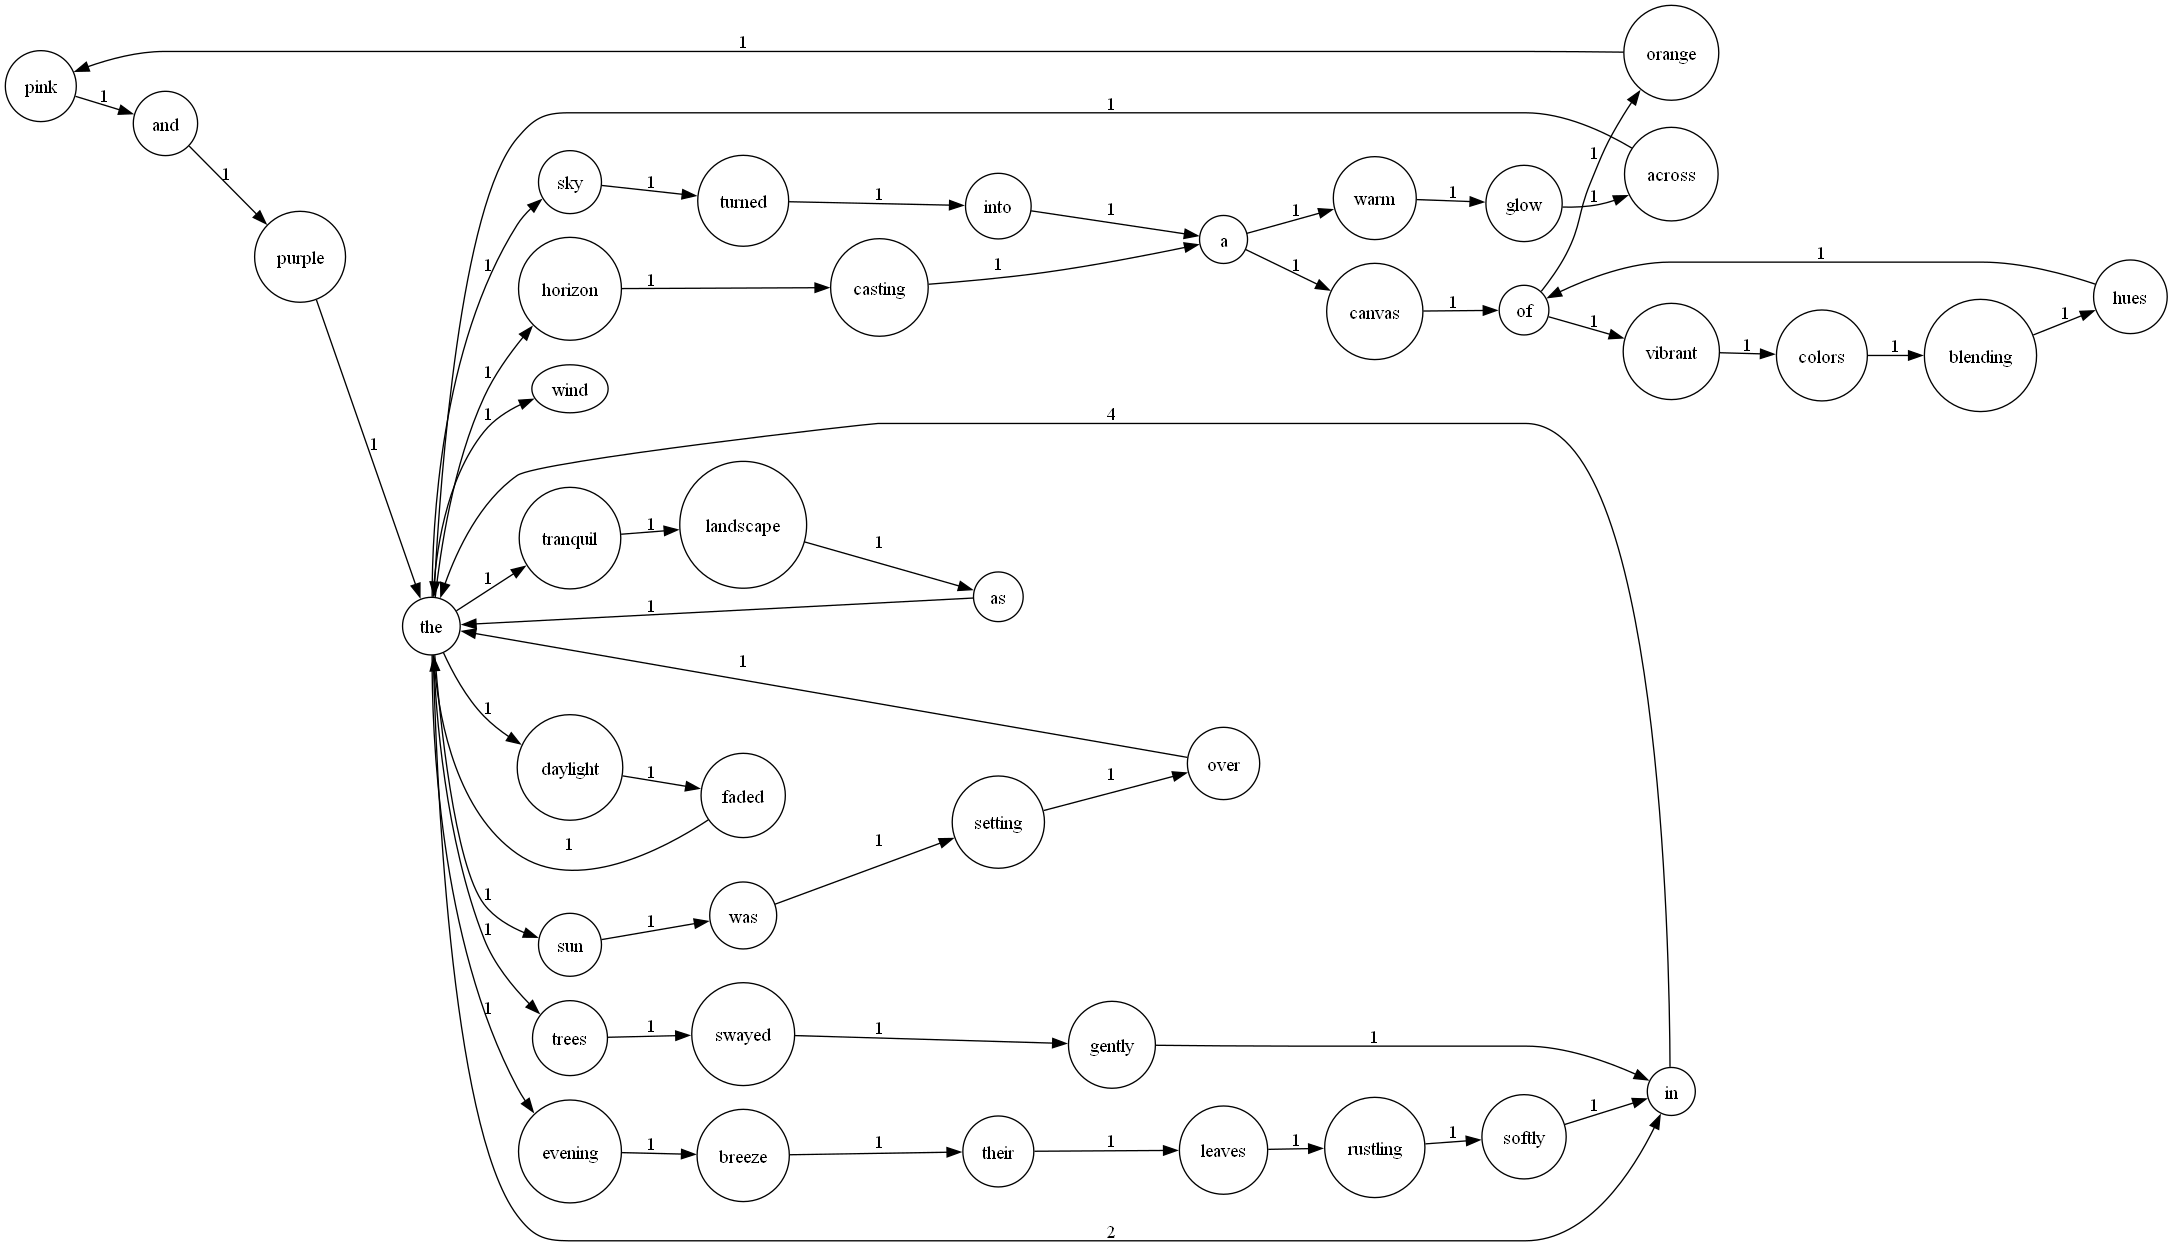 orange
1
pink
1
and
1
across
1
sky
1
turned
1
into
1
a
1
warm
1
glow
1
1
1
purple
1
horizon
1
casting
1
1
canvas
1
of
1
vibrant
1
colors
1
blending
1
hues
1
1
wind
1
1
4
tranquil
1
landscape
1
as
1
1
the
1
over
1
daylight
1
faded
1
1
setting
1
was
1
sun
1
1
trees
1
swayed
1
gently
1
in
1
evening
1
breeze
1
their
1
leaves
1
rustling
1
softly
1
2